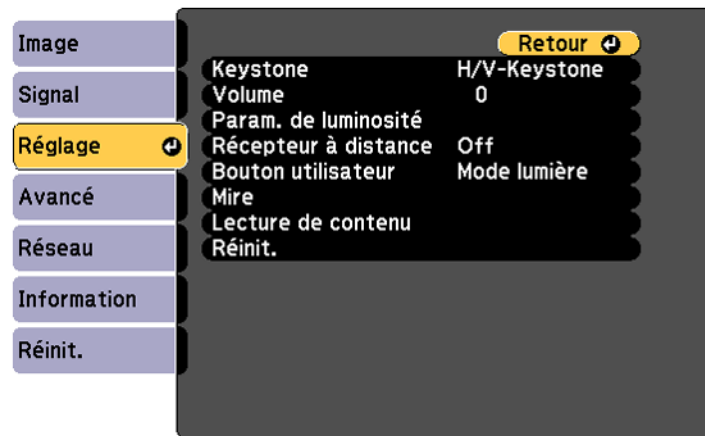 Image
Signal
Réglage
Avancé
Réseau
Information
Réinit.
Retour
Keystone H/V-Keystone
Volume 0
Param. de luminosité
Récepteur à distance Off
Bouton utilisateur Mode lumière
Mire
Lecture de contenu
Réinit.